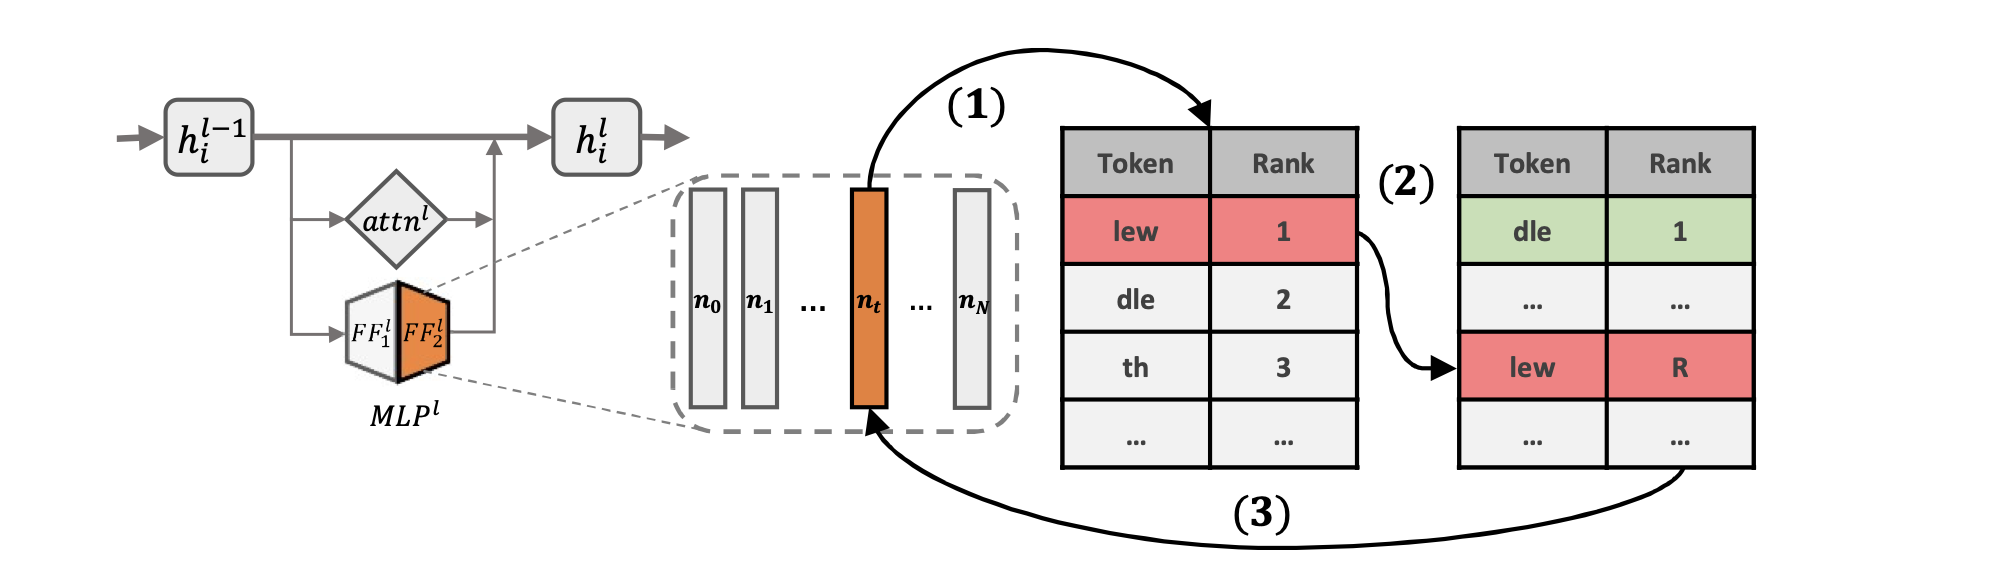 h_i^{l-1}
h_i^l
attn^l
FF_1^l FF_2^l
MLP^l
n_0 n_1 ... n_t ... n_N
(1)
Token Rank
lew 1
dle 2
th 3
... ...
(2)
Token Rank
dle 1
... ...
lew R
... ...
(3)